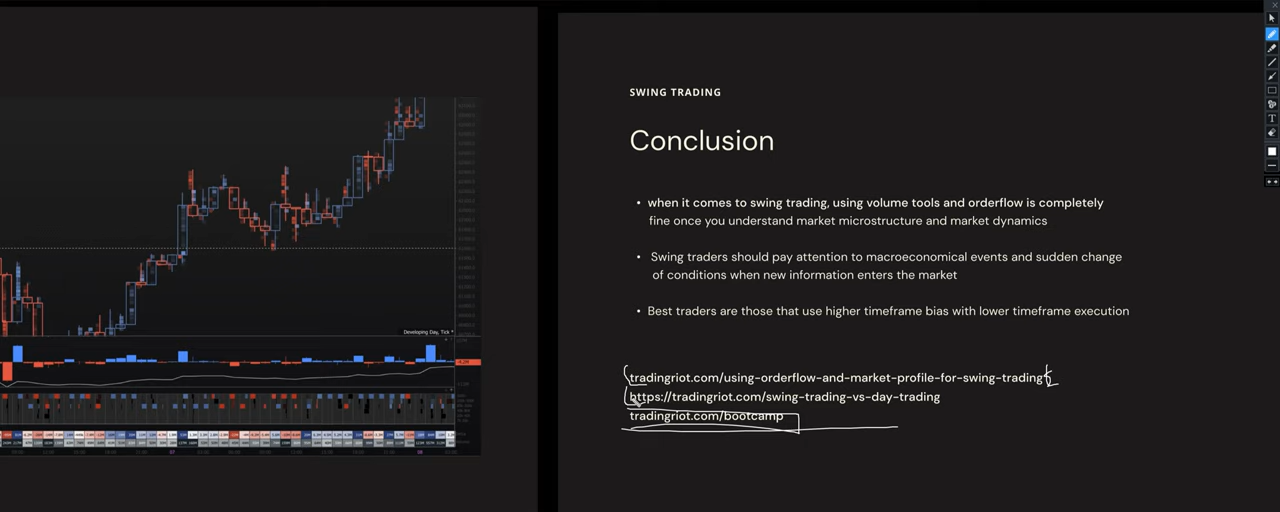 SWING TRADING
Conclusion
• when it comes to swing trading, using volume tools and orderflow is completely
fine once you understand market microstructure and market dynamics
• Swing traders should pay attention to macroeconomical events and sudden change
of conditions when new information enters the market
• Best traders are those that use higher timeframe bias with lower timeframe execution
tradingriot.com/using-orderflow-and-market-profile-for-swing-trading
https://tradingriot.com/swing-trading-vs-day-trading
tradingriot.com/bootcamp
Developing Day, Tick